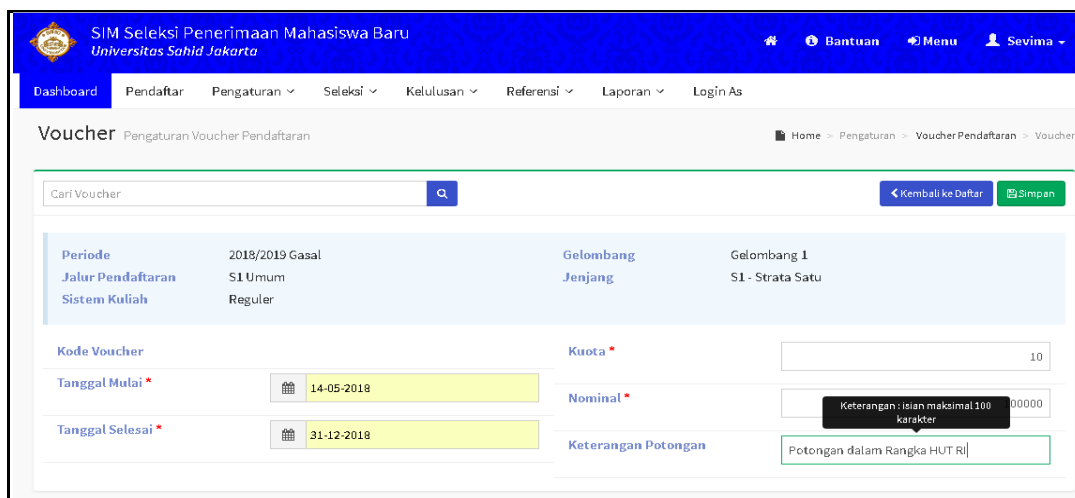 SIM Seleksi Penerimaan Mahasiswa Baru
Universitas Sahid Jakarta
Bantuan Menu Sevima
Dashboard Pendaftar Pengaturan Seleksi Kelulusan Referensi Laporan Login As
Voucher Pengaturan Voucher Pendaftaran
Home > Pengaturan > Voucher Pendaftaran > Voucher
Cari Voucher
Kembali ke Daftar Simpan
Periode 2018/2019 Gasal Gelombang Gelombang 1
Jalur Pendaftaran S1 Umum Jenjang S1 - Strata Satu
Sistem Kuliah Reguler
Kode Voucher
Kuota * 10
Tanggal Mulai * 14-05-2018
Nominal * 00000
Keterangan : isian maksimal 100
karakter
Tanggal Selesai * 31-12-2018
Keterangan Potongan Potongan dalam Rangka HUT RI